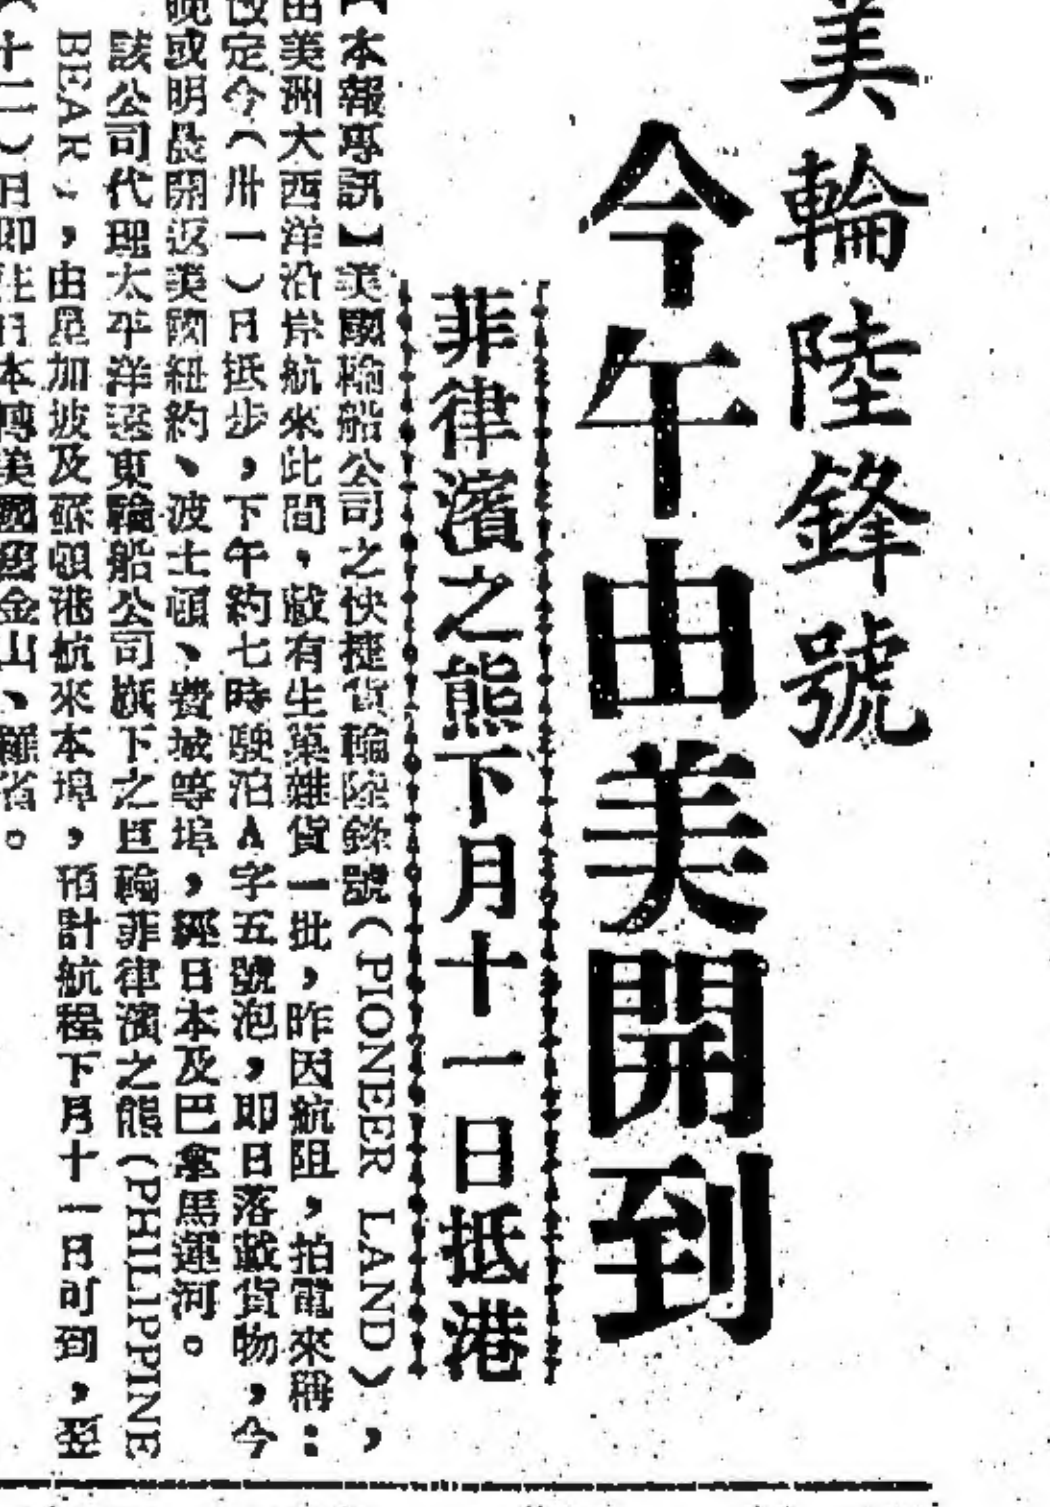 美輪陸鋒號
今午由美開到
菲律濱之熊下月十一日抵港
【本報專訊】美國輪船公司之快捷貨輪陸鋒號(PIONEER LAND),
由美洲大西洋沿岸航來此間,載有生菓雜貨一批,昨因航阻,拍電來稱:
改定今(卅一)日抵步,下午約七時駛泊A字五號泡,即日落載貨物,今
晚或明晨開返美國紐約、波士頓、費城等埠,經日本及巴拿馬運河。
該公司代理太平洋遠東輪船公司旗下之巨輪菲律濱之熊(PHILIPPINE
BEAR),由星加坡及砵頓港航來本埠,預計航程下月十一日可到,翌
(十二)日即往日本轉美國舊金山、羅省。